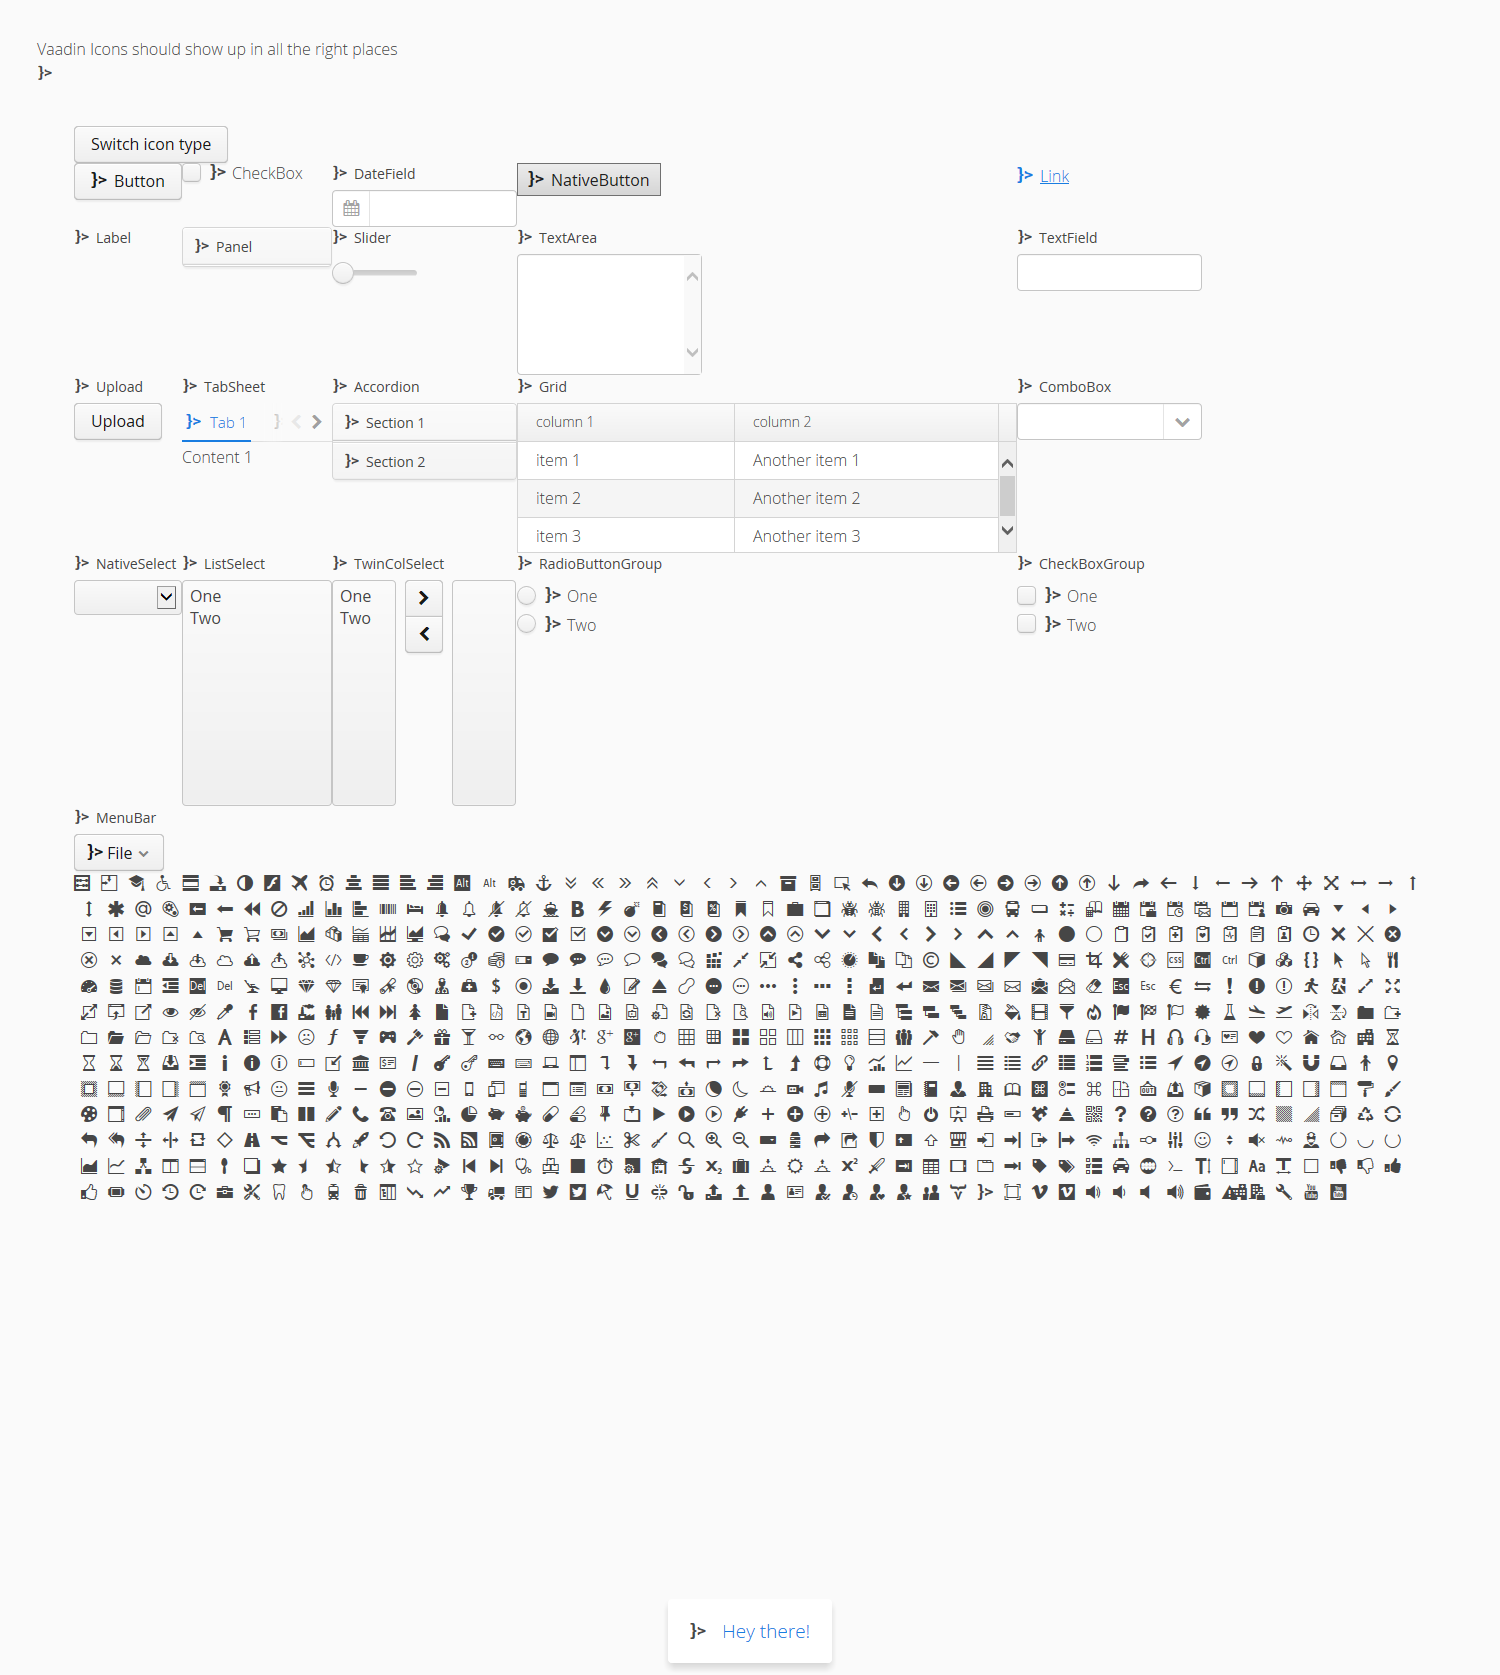 Vaadin Icons should show up in all the right places
}>
Switch icon type
}> Button
}> CheckBox
}> DateField
}> NativeButton
}> Link
}> Label
}> Panel
}> Slider
}> TextArea
}> TextField
}> Upload
}> TabSheet
}> Accordion
}> Grid
}> ComboBox
Upload
}> Tab 1
}> Section 1
column 1 column 2
Content 1
}> Section 2
item 1 Another item 1
item 2 Another item 2
item 3 Another item 3
}> NativeSelect
}> ListSelect
}> TwinColSelect
}> RadioButtonGroup
}> CheckBoxGroup
One
Two
One
Two
}> One
}> Two
}> One
}> Two
}> MenuBar
}> File
Alt Alt
Ctrl Ctrl
Del Del
Esc Esc
}> Hey there!